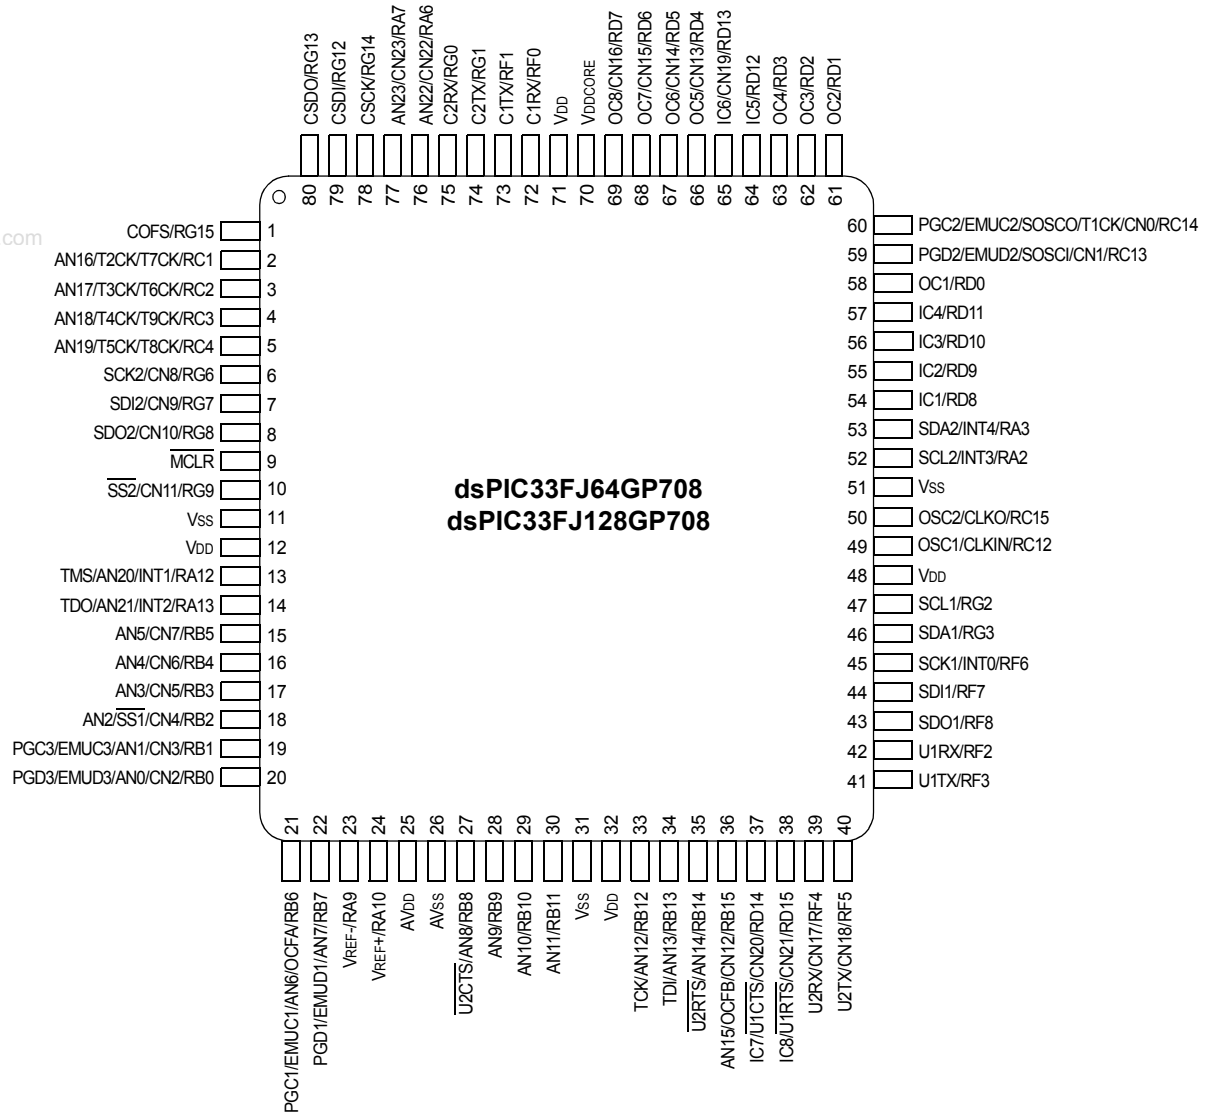 CSDO/RG13
CSDI/RG12
CSCK/RG14
AN23/CN23/RA7
AN22/CN22/RA6
C2RX/RG0
C2TX/RG1
C1TX/RF1
C1RX/RF0
VDD
VDDCORE
OC8/CN16/RD7
OC7/CN15/RD6
OC6/CN14/RD5
OC5/CN13/RD4
IC6/CN19/RD13
IC5/RD12
OC4/RD3
OC3/RD2
OC2/RD1
80 79 78 77 76 75 74 73 72 71 70 69 68 67 66 65 64 63 62 61
com
COFS/RG15 1
AN16/T2CK/T7CK/RC1 2
AN17/T3CK/T6CK/RC2 3
AN18/T4CK/T9CK/RC3 4
AN19/T5CK/T8CK/RC4 5
SCK2/CN8/RG6 6
SDI2/CN9/RG7 7
SDO2/CN10/RG8 8
MCLR 9
SS2/CN11/RG9 10
VSS 11
VDD 12
TMS/AN20/INT1/RA12 13
TDO/AN21/INT2/RA13 14
AN5/CN7/RB5 15
AN4/CN6/RB4 16
AN3/CN5/RB3 17
AN2/SS1/CN4/RB2 18
PGC3/EMUC3/AN1/CN3/RB1 19
PGD3/EMUD3/AN0/CN2/RB0 20
dsPIC33FJ64GP708
dsPIC33FJ128GP708
60 PGC2/EMUC2/SOSCO/T1CK/CN0/RC14
59 PGD2/EMUD2/SOSCI/CN1/RC13
58 OC1/RD0
57 IC4/RD11
56 IC3/RD10
55 IC2/RD9
54 IC1/RD8
53 SDA2/INT4/RA3
52 SCL2/INT3/RA2
51 VSS
50 OSC2/CLKO/RC15
49 OSC1/CLKIN/RC12
48 VDD
47 SCL1/RG2
46 SDA1/RG3
45 SCK1/INT0/RF6
44 SDI1/RF7
43 SDO1/RF8
42 U1RX/RF2
41 U1TX/RF3
21 22 23 24 25 26 27 28 29 30 31 32 33 34 35 36 37 38 39 40
PGC1/EMUC1/AN6/OCFA/RB6
PGD1/EMUD1/AN7/RB7
VREF-/RA9
VREF+/RA10
AVDD
AVSS
U2CTS/AN8/RB8
AN9/RB9
AN10/RB10
AN11/RB11
VSS
VDD
TCK/AN12/RB12
TDI/AN13/RB13
U2RTS/AN14/RB14
AN15/OCFB/CN12/RB15
IC7/U1CTS/CN20/RD14
IC8/U1RTS/CN21/RD15
U2RX/CN17/RF4
U2TX/CN18/RF5